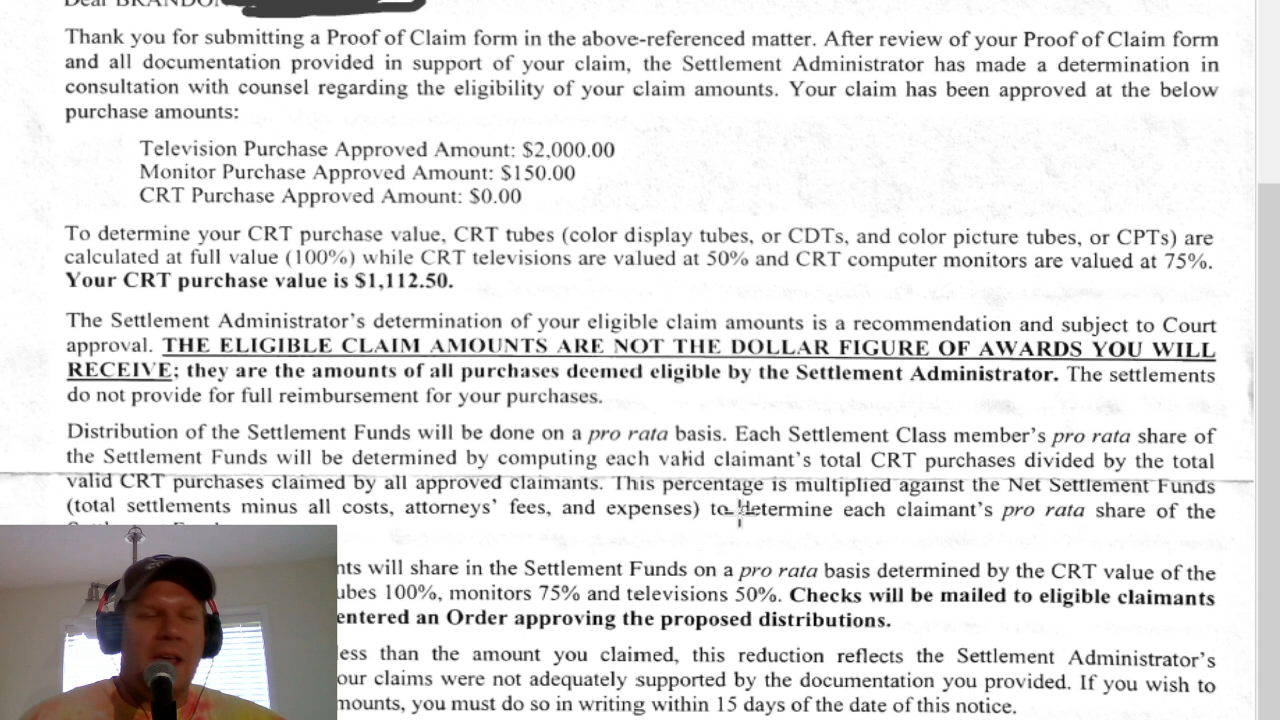 Dear BRANDON
Thank you for submitting a Proof of Claim form in the above-referenced matter. After review of your Proof of Claim form
and all documentation provided in support of your claim, the Settlement Administrator has made a determination in
consultation with counsel regarding the eligibility of your claim amounts. Your claim has been approved at the below
purchase amounts:
Television Purchase Approved Amount: $2,000.00
Monitor Purchase Approved Amount: $150.00
CRT Purchase Approved Amount: $0.00
To determine your CRT purchase value, CRT tubes (color display tubes, or CDTs, and color picture tubes, or CPTs) are
calculated at full value (100%) while CRT televisions are valued at 50% and CRT computer monitors are valued at 75%.
Your CRT purchase value is $1,112.50.
The Settlement Administrator's determination of your eligible claim amounts is a recommendation and subject to Court
approval. THE ELIGIBLE CLAIM AMOUNTS ARE NOT THE DOLLAR FIGURE OF AWARDS YOU WILL
RECEIVE; they are the amounts of all purchases deemed eligible by the Settlement Administrator. The settlements
do not provide for full reimbursement for your purchases.
Distribution of the Settlement Funds will be done on a pro rata basis. Each Settlement Class member's pro rata share of
the Settlement Funds will be determined by computing each valid claimant's total CRT purchases divided by the total
valid CRT purchases claimed by all approved claimants. This percentage is multiplied against the Net Settlement Funds
(total settlements minus all costs, attorneys' fees, and expenses) to determine each claimant's pro rata share of the
nts will share in the Settlement Funds on a pro rata basis determined by the CRT value of the
ubes 100%, monitors 75% and televisions 50%. Checks will be mailed to eligible claimants
entered an Order approving the proposed distributions.
less than the amount you claimed, this reduction reflects the Settlement Administrator's
our claims were not adequately supported by the documentation you provided. If you wish to
mounts, you must do so in writing within 15 days of the date of this notice.